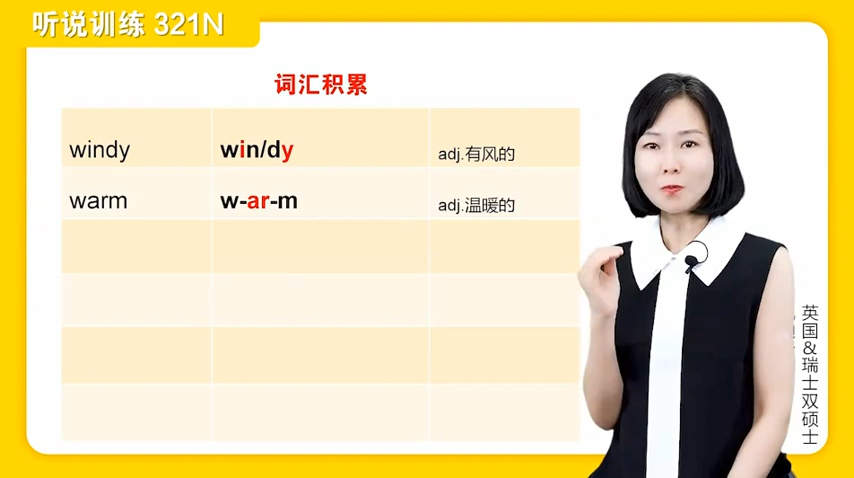 听说训练 321N
词汇积累
windy win/dy adj.有风的
warm w-ar-m adj.温暖的
英国&瑞士双硕士